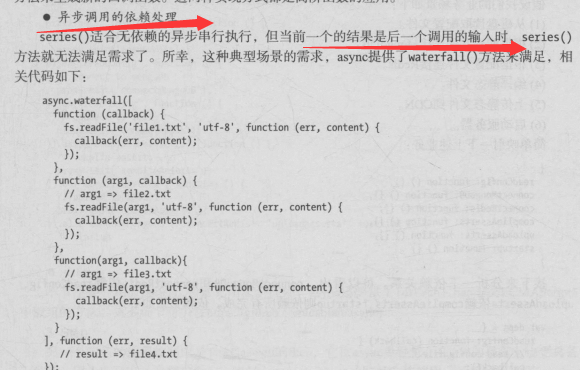 ● 异步调用的依赖处理
series()适合无依赖的异步串行执行，但当前一个的结果是后一个调用的输入时，series()
方法就无法满足需求了。所幸，这种典型场景的需求，async提供了waterfall()方法来满足，相
关代码如下：
async.waterfall([
function (callback) {
fs.readFile('file1.txt', 'utf-8', function (err, content) {
callback(err, content);
});
},
function (arg1, callback) {
// arg1 => file2.txt
fs.readFile(arg1, 'utf-8', function (err, content) {
callback(err, content);
});
},
function(arg1, callback){
// arg1 => file3.txt
fs.readFile(arg1, 'utf-8', function (err, content) {
callback(err, content);
});
}
], function (err, result) {
// result => file4.txt
});